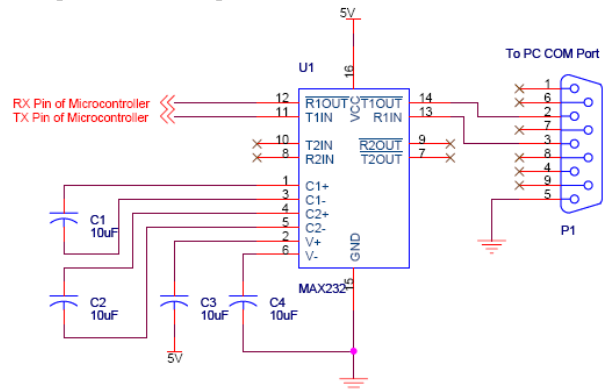 5V
To PC COM Port
U1
16
VCC
RX Pin of Microcontroller
12 R1OUT T1OUT 14
TX Pin of Microcontroller
11 T1IN R1IN 13
10 T2IN R2OUT 9
8 R2IN T2OUT 7
1 C1+
3 C1-
4 C2+
5 C2-
2 V+
6 V-
GND
15
MAX232
1
6
2
7
3
8
4
9
5
P1
C1
10uF
C2
10uF
C3
10uF
C4
10uF
5V